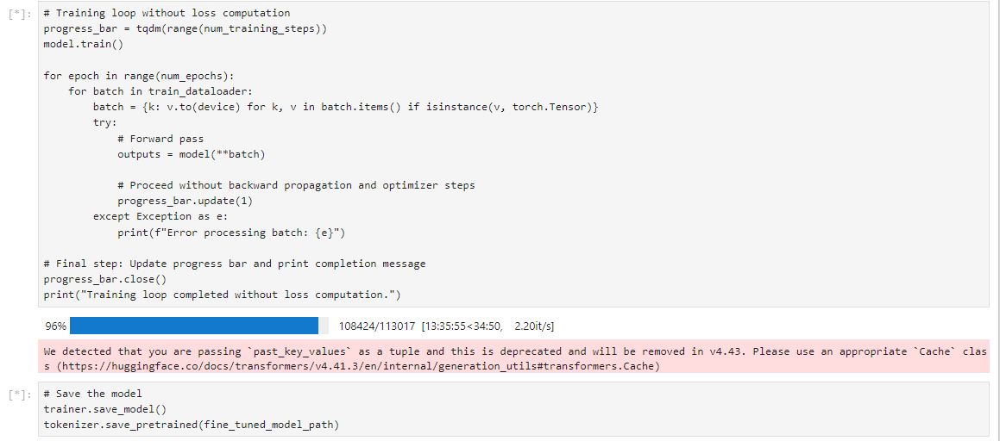 [*]: # Training loop without loss computation
progress_bar = tqdm(range(num_training_steps))
model.train()

for epoch in range(num_epochs):
    for batch in train_dataloader:
        batch = {k: v.to(device) for k, v in batch.items() if isinstance(v, torch.Tensor)}
        try:
            # Forward pass
            outputs = model(**batch)

            # Proceed without backward propagation and optimizer steps
            progress_bar.update(1)
        except Exception as e:
            print(f"Error processing batch: {e}")

# Final step: Update progress bar and print completion message
progress_bar.close()
print("Training loop completed without loss computation.")
96% 108424/113017 [13:35:55<34:50, 2.20it/s]
We detected that you are passing `past_key_values` as a tuple and this is deprecated and will be removed in v4.43. Please use an appropriate `Cache` clas
s (https://huggingface.co/docs/transformers/v4.41.3/en/internal/generation_utils#transformers.Cache)
[*]: # Save the model
trainer.save_model()
tokenizer.save_pretrained(fine_tuned_model_path)